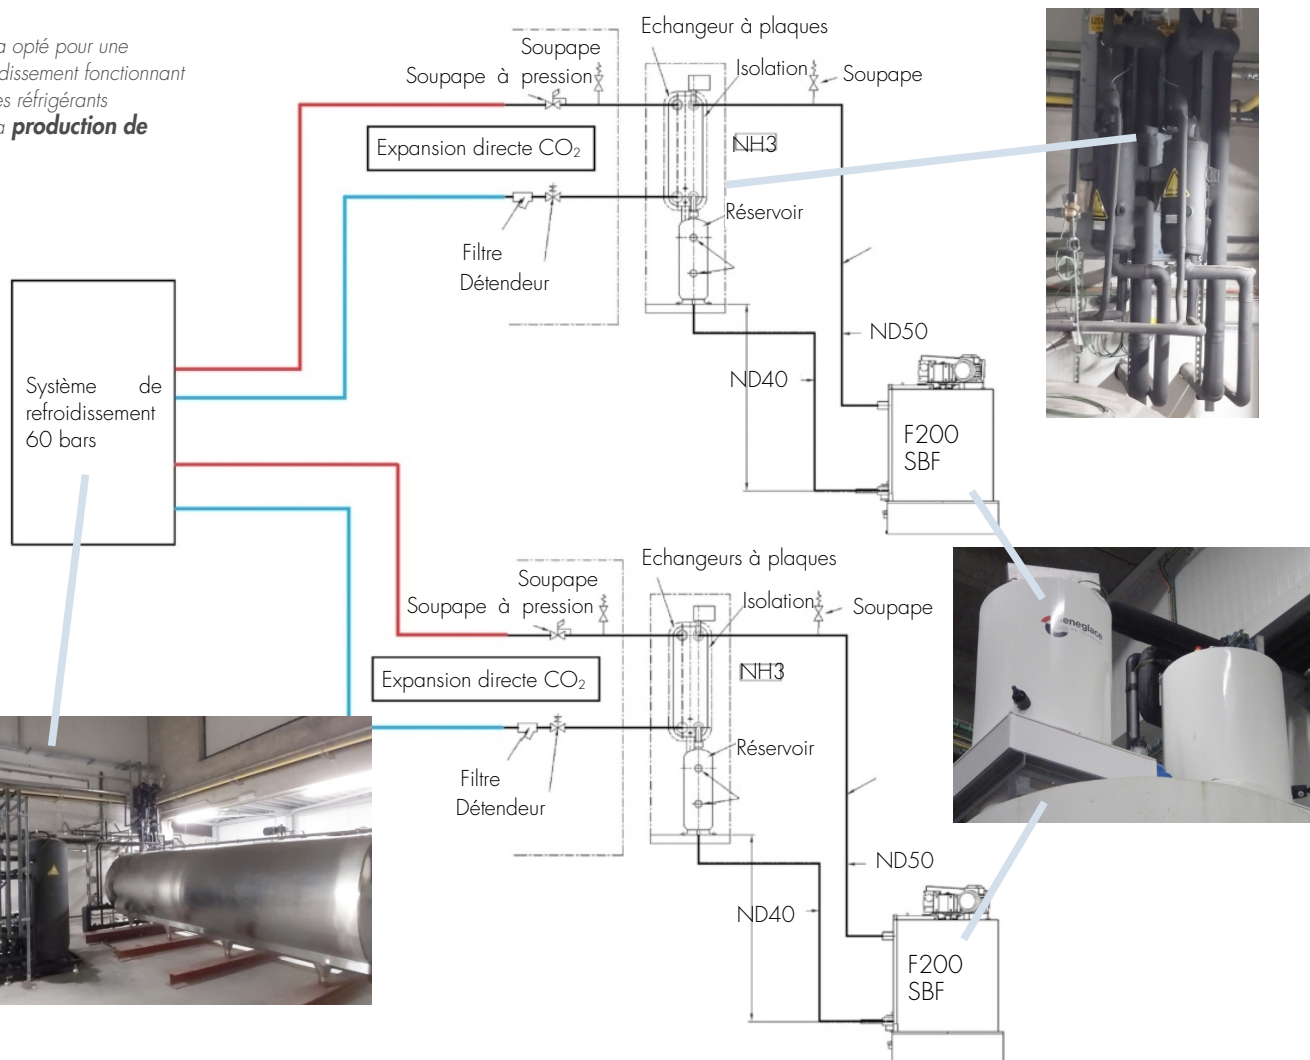 a opté pour une
dissement fonctionnant
es réfrigérants
a production de
Echangeur à plaques
Soupape
Soupape à pression
Isolation
Soupape
Expansion directe CO₂
NH3
Réservoir
Filtre
Détendeur
ND50
ND40
Système de
refroidissement
60 bars
F200
SBF
Echangeurs à plaques
Soupape
Soupape à pression
Isolation
Soupape
Expansion directe CO₂
NH3
eneglace
Réservoir
Filtre
Détendeur
ND50
ND40
F200
SBF